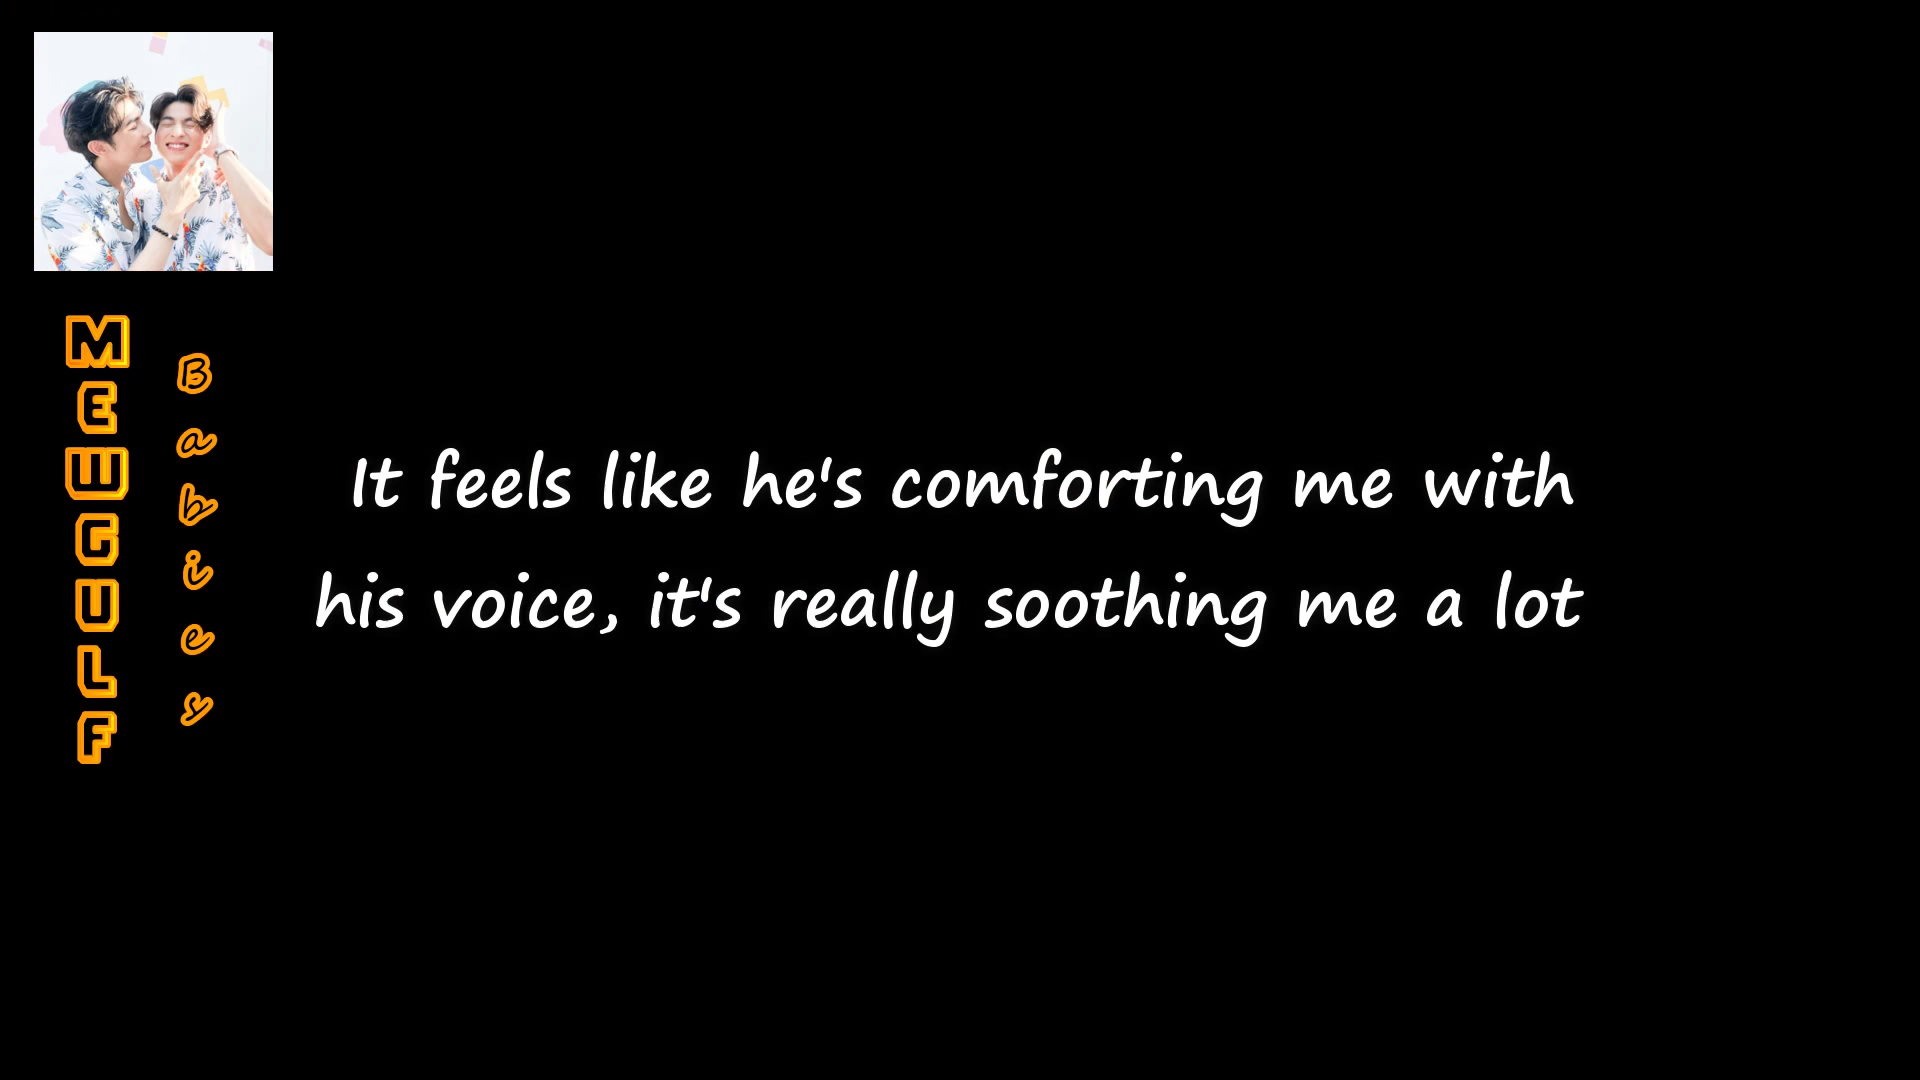 MEWGULF
Babies
It feels like he's comforting me with
his voice, it's really soothing me a lot